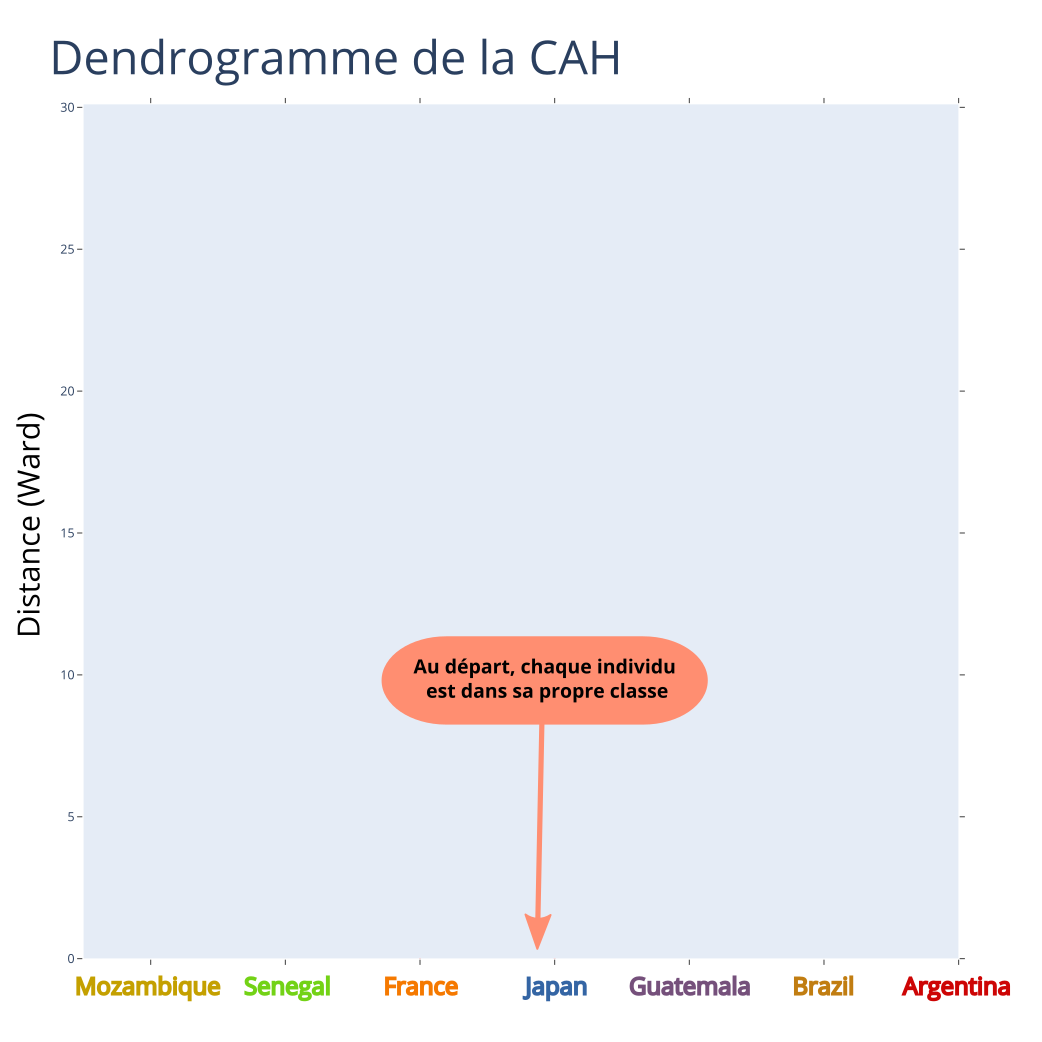 Dendrogramme de la CAH
30
25
20
15
10
5
0
Distance (Ward)
Au départ, chaque individu
est dans sa propre classe
Mozambique Senegal France Japan Guatemala Brazil Argentina